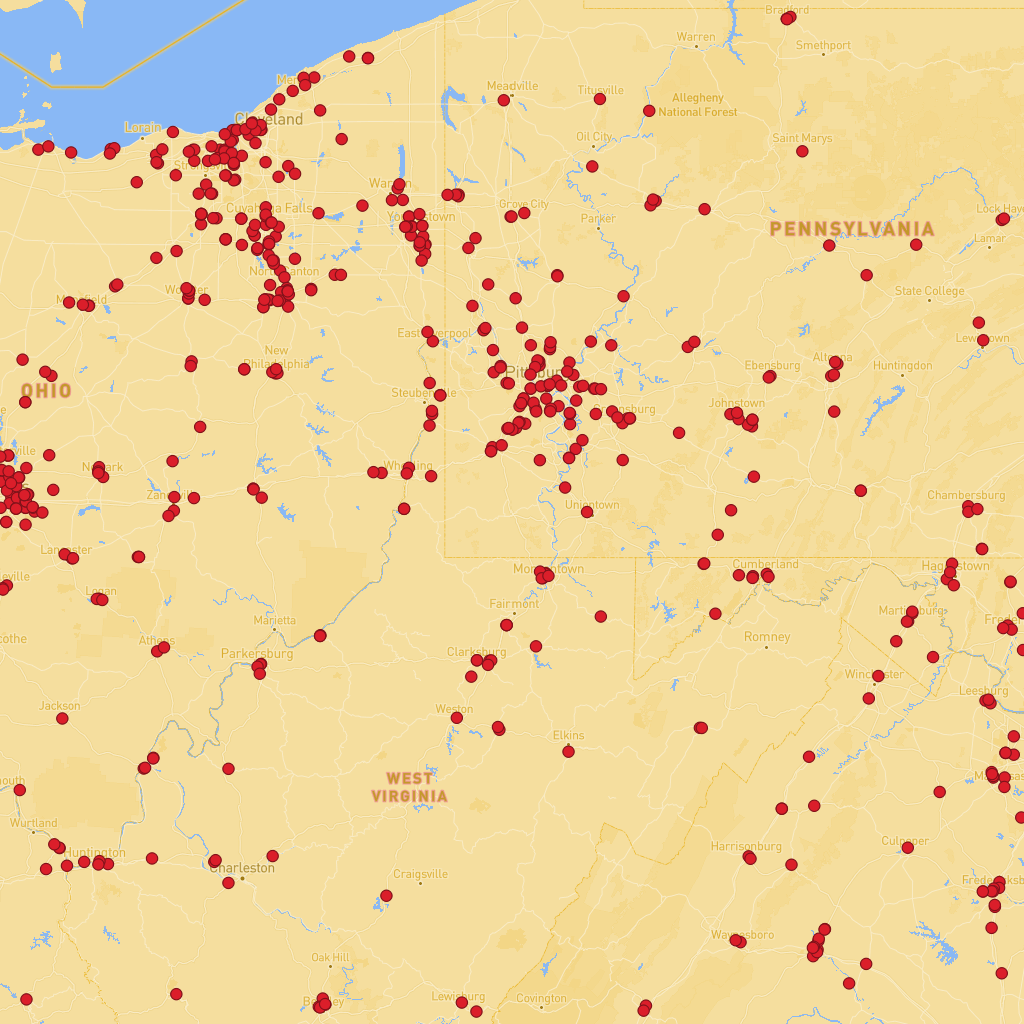 Bradford
Warren
Smethport
Meadville
Titusville
Allegheny
National Forest
Cleveland
Lorain
Oil City
Saint Marys
Warren
Grove City
Cuyahoga Falls
Youngstown
Parker
PENNSYLVANIA
Lock Haven
Lamar
North Canton
State College
Mansfield
Wooster
East Liverpool
New
Philadelphia
Lewistown
Ebensburg
Altoona
Huntingdon
Pittsburgh
OHIO
Steubenville
Greensburg
Johnstown
Newark
Wheeling
Zanesville
Chambersburg
Uniontown
Lancaster
Morgantown
Cumberland
Hagerstown
Logan
Fairmont
Martinsburg
Marietta
Athens
Romney
Parkersburg
Clarksburg
Winchester
Leesburg
Jackson
Weston
Elkins
WEST
VIRGINIA
Wurtland
Huntington
Harrisonburg
Culpeper
Charleston
Craigsville
Fredericksburg
Waynesboro
Oak Hill
Beckley
Lewisburg
Covington